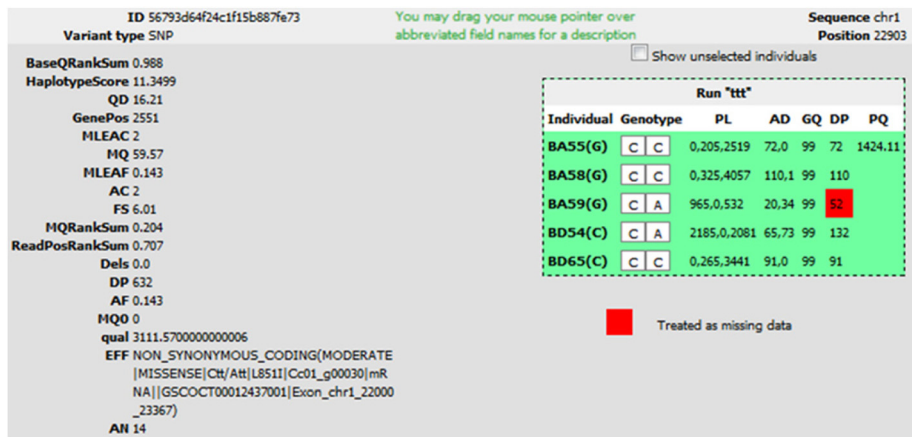 ID 56793d64f24c1f15b887fe73
Variant type SNP
You may drag your mouse pointer over
abbreviated field names for a description
Sequence chr1
Position 22903
BaseQRankSum 0.988
HaplotypeScore 11.3499
QD 16.21
GenePos 2551
MLEAC 2
MQ 59.57
MLEAF 0.143
AC 2
FS 6.01
MQRankSum 0.204
ReadPosRankSum 0.707
Dels 0.0
DP 632
AF 0.143
MQ0 0
qual 3111.5700000000006
EFF NON_SYNONYMOUS_CODING(MODERATE
|MISSENSE|Ctt/Att|L851I|Cc01_g00030|mR
NA||GSCOCT00012437001|Exon_chr1_22000
_23367)
AN 14
Show unselected individuals
Run "ttt"
Individual Genotype PL AD GQ DP PQ
BA55(G) C C 0,205,2519 72,0 99 72 1424.11
BA58(G) C C 0,325,4057 110,1 99 110
BA59(G) C A 965,0,532 20,34 99 52
BD54(C) C A 2185,0,2081 65,73 99 132
BD65(C) C C 0,265,3441 91,0 99 91
Treated as missing data